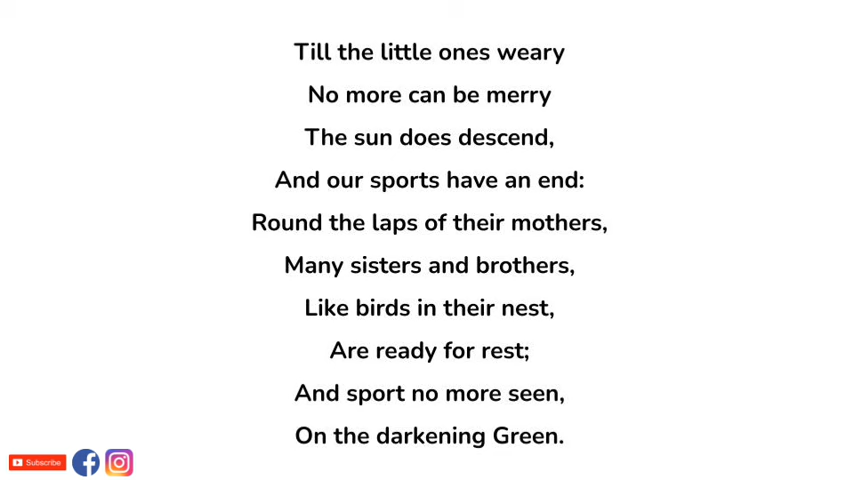 Till the little ones weary
No more can be merry
The sun does descend,
And our sports have an end:
Round the laps of their mothers,
Many sisters and brothers,
Like birds in their nest,
Are ready for rest;
And sport no more seen,
On the darkening Green.
Subscribe